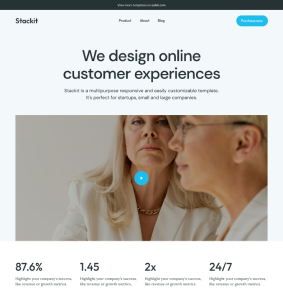 Stackit
Product
About
Blog
Purchase now
We design online
customer experiences
Stackit is a multipurpose responsive and easily customizable template.
It's perfect for startups, small and large companies.
87.6%
1.45
2x
24/7
Highlight your company's success,
like revenue or growth metrics.
Highlight your company's success,
like revenue or growth metrics.
Highlight your company's success,
like revenue or growth metrics.
Highlight your company's success,
like revenue or growth metrics.